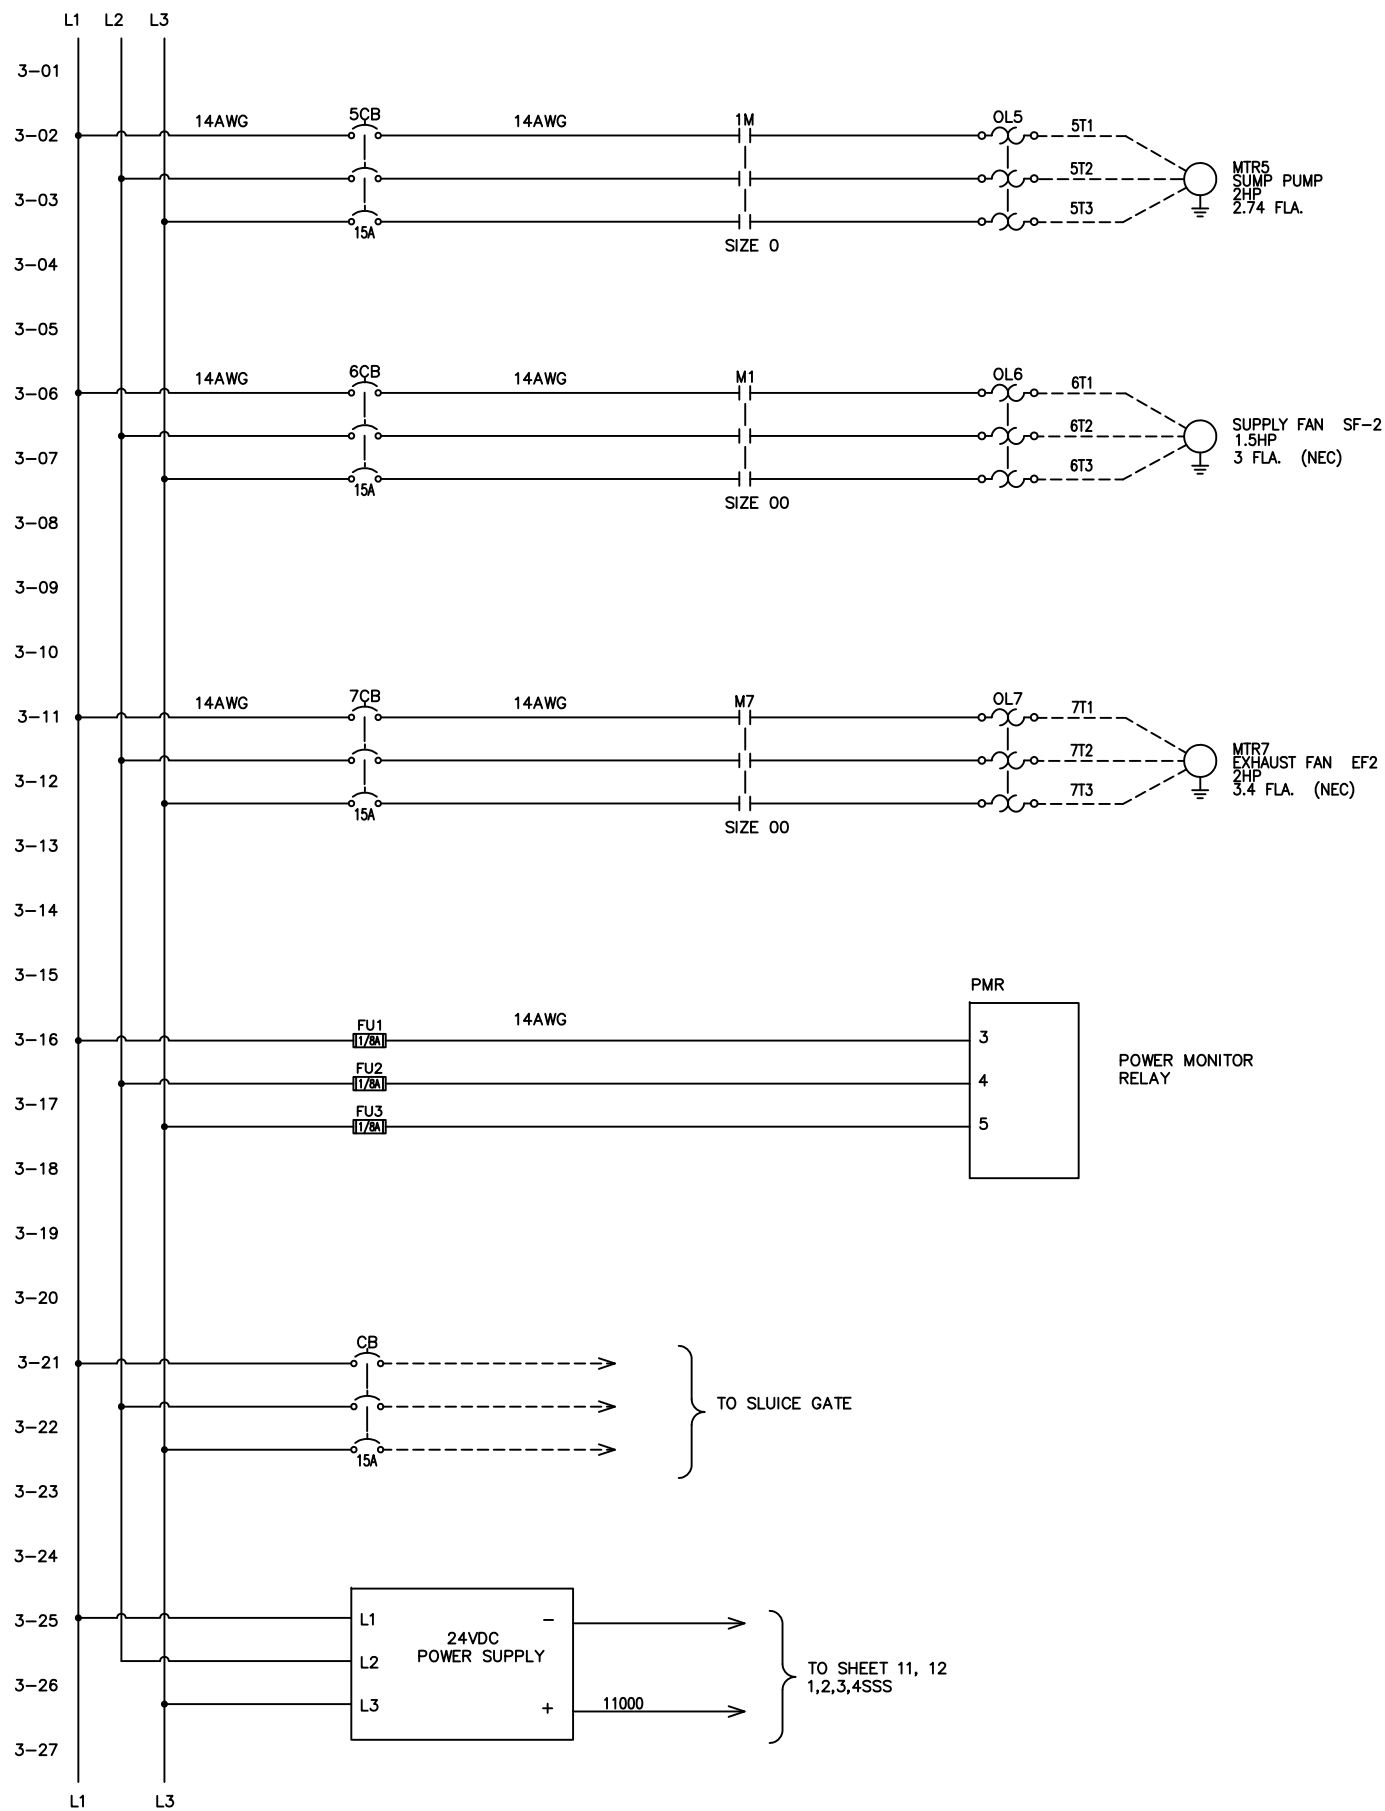 L1 L2 L3
3-01
3-02
3-03
3-04
3-05
3-06
3-07
3-08
3-09
3-10
3-11
3-12
3-13
3-14
3-15
3-16
3-17
3-18
3-19
3-20
3-21
3-22
3-23
3-24
3-25
3-26
3-27
14AWG 5CB 14AWG 1M OL5 5T1
5T2
5T3
15A
SIZE 0
MTR5
SUMP PUMP
2HP
2.74 FLA.
14AWG 6CB 14AWG M1 OL6 6T1
6T2
6T3
15A
SIZE 00
SUPPLY FAN SF-2
1.5HP
3 FLA. (NEC)
14AWG 7CB 14AWG M7 OL7 7T1
7T2
7T3
15A
SIZE 00
MTR7
EXHAUST FAN EF2
2HP
3.4 FLA. (NEC)
PMR
FU1 14AWG
1/8A 3
FU2
1/8A 4
FU3
1/8A 5
POWER MONITOR
RELAY
CB
15A
TO SLUICE GATE
L1 -
24VDC
POWER SUPPLY
L2
L3 + 11000
TO SHEET 11, 12
1,2,3,4SSS
L1 L3